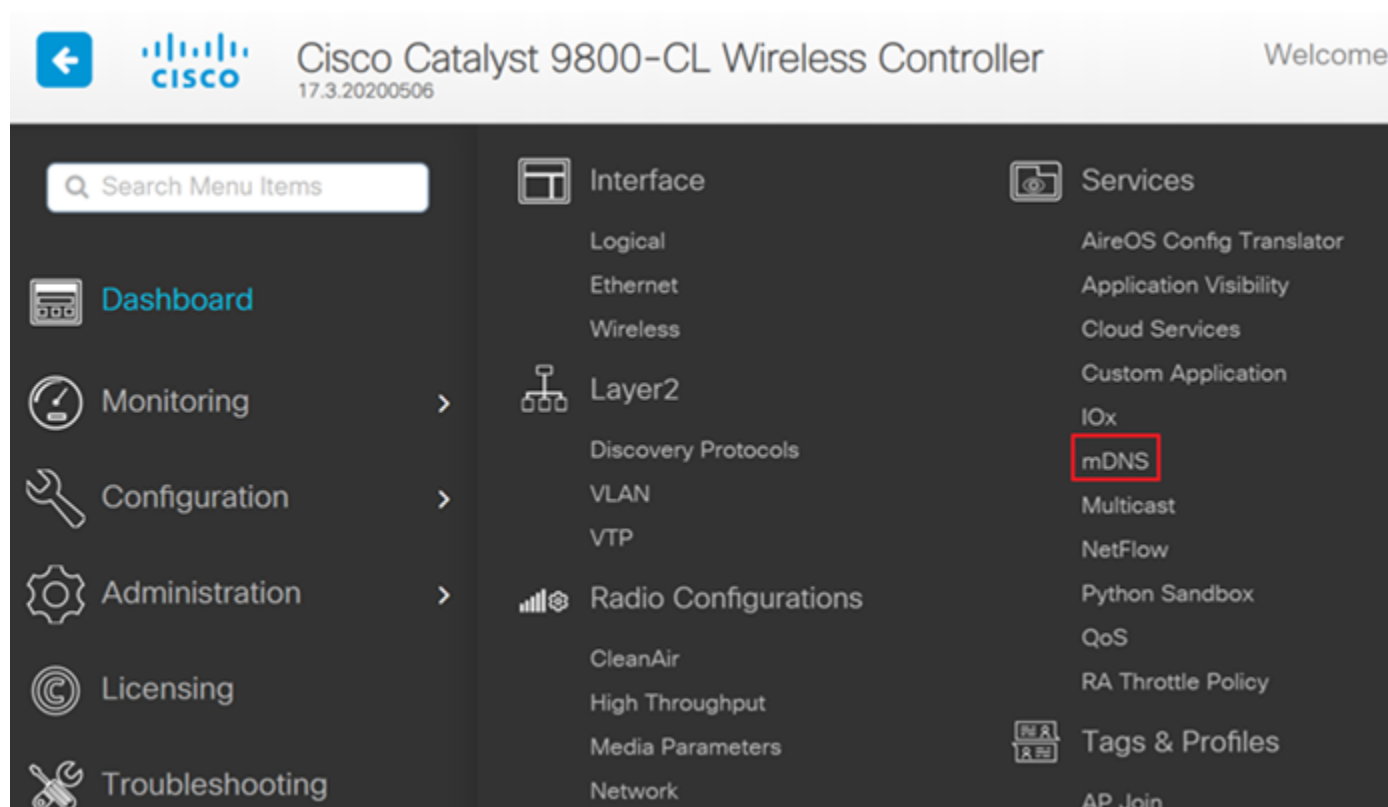 CISCO
Cisco Catalyst 9800-CL Wireless Controller
17.3.20200506
Welcome
Search Menu Items
Dashboard
Monitoring
Configuration
Administration
Licensing
Troubleshooting
Interface
Logical
Ethernet
Wireless
Layer2
Discovery Protocols
VLAN
VTP
Radio Configurations
CleanAir
High Throughput
Media Parameters
Network
Services
AireOS Config Translator
Application Visibility
Cloud Services
Custom Application
IOx
mDNS
Multicast
NetFlow
Python Sandbox
QoS
RA Throttle Policy
Tags & Profiles
AP Join